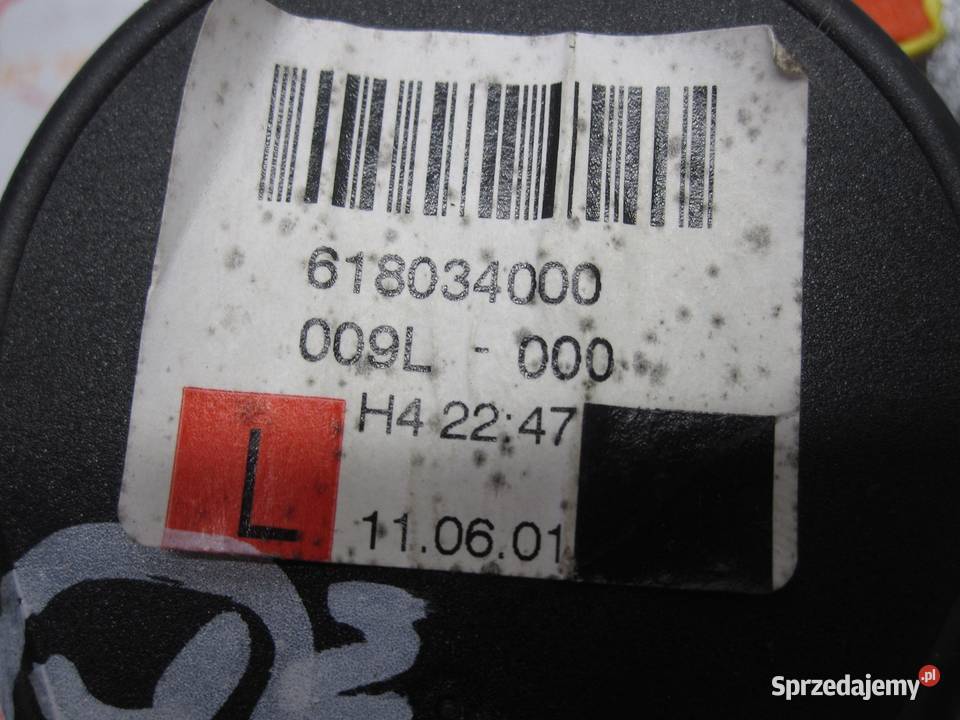 618034000
009L - 000
H4 22:47
L
11.06.01
Sprzedajemy.pl